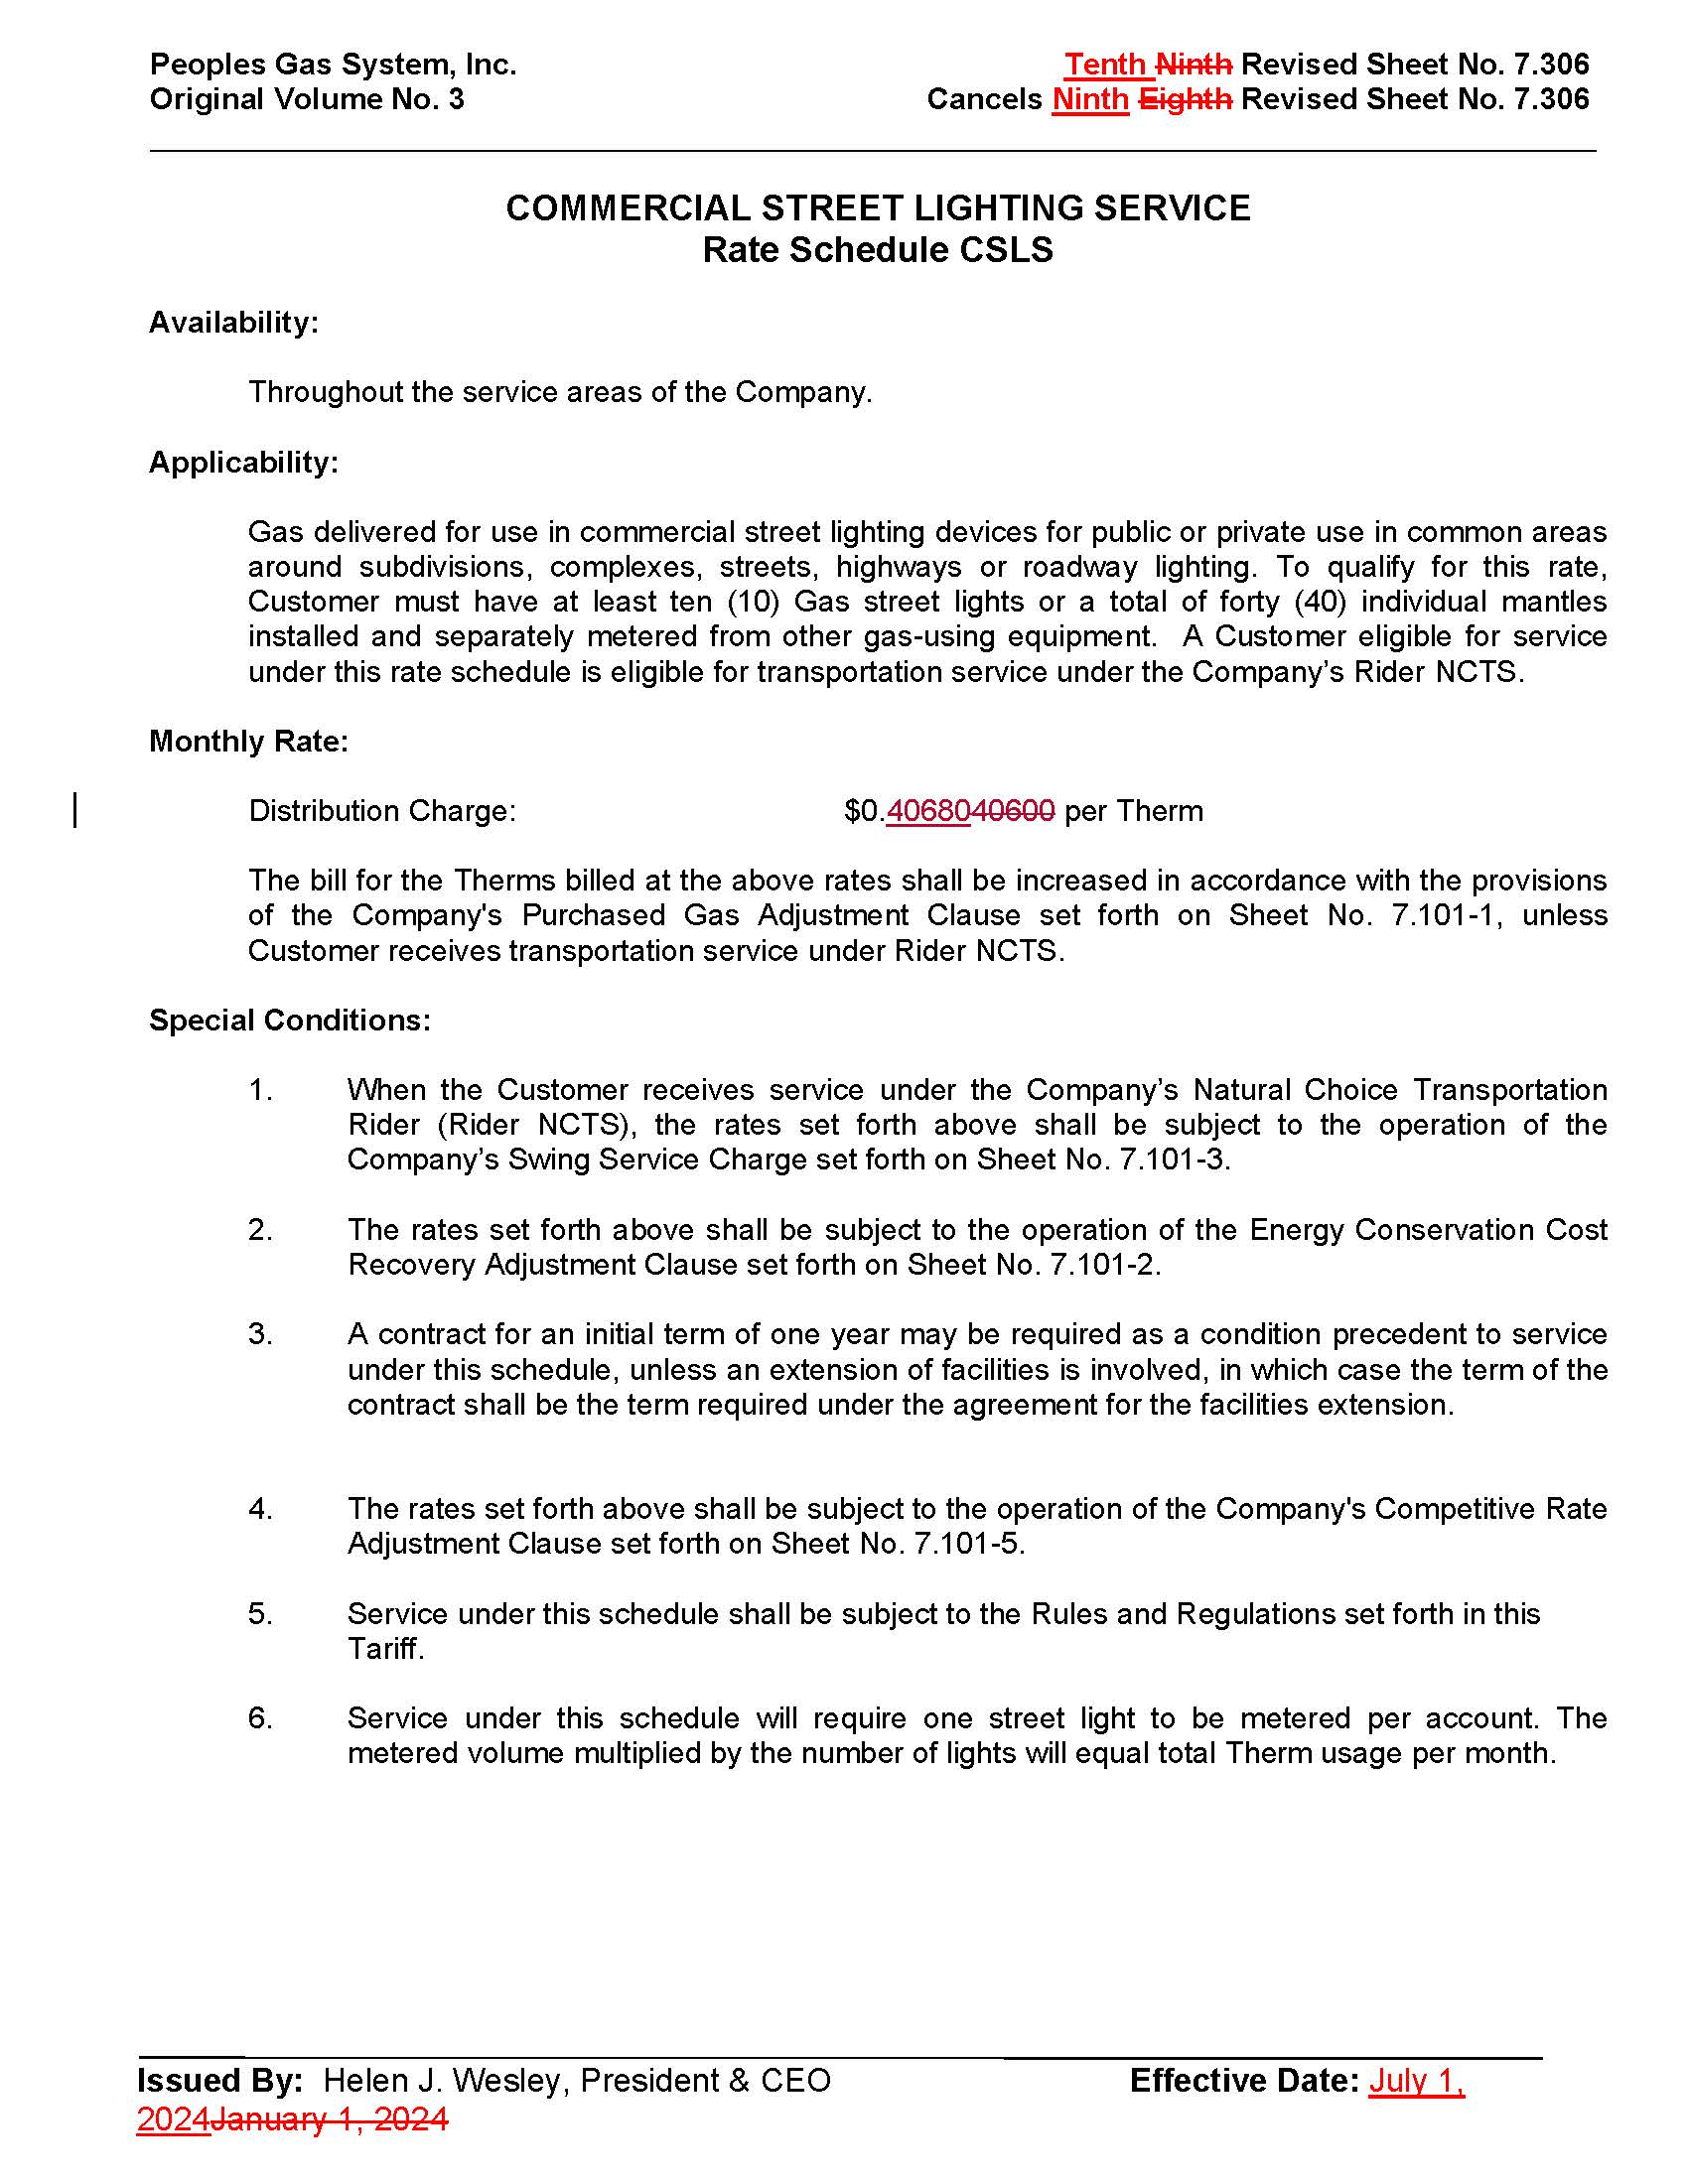 Peoples Gas System, Inc.
Tenth Ninth Revised Sheet No. 7.306
Original Volume No. 3
Cancels Ninth Eighth Revised Sheet No. 7.306
COMMERCIAL STREET LIGHTING SERVICE
Rate Schedule CSLS
Availability:
Throughout the service areas of the Company.
Applicability:
Gas delivered for use in commercial street lighting devices for public or private use in common areas
around subdivisions, complexes, streets, highways or roadway lighting. To qualify for this rate,
Customer must have at least ten (10) Gas street lights or a total of forty (40) individual mantles
installed and separately metered from other gas-using equipment.  A Customer eligible for service
under this rate schedule is eligible for transportation service under the Company’s Rider NCTS.
Monthly Rate:
Distribution Charge: $0.4068040600 per Therm
The bill for the Therms billed at the above rates shall be increased in accordance with the provisions
of the Company's Purchased Gas Adjustment Clause set forth on Sheet No. 7.101-1, unless
Customer receives transportation service under Rider NCTS.
Special Conditions:
1. When the Customer receives service under the Company’s Natural Choice Transportation
Rider (Rider NCTS), the rates set forth above shall be subject to the operation of the
Company’s Swing Service Charge set forth on Sheet No. 7.101-3.
2. The rates set forth above shall be subject to the operation of the Energy Conservation Cost
Recovery Adjustment Clause set forth on Sheet No. 7.101-2.
3. A contract for an initial term of one year may be required as a condition precedent to service
under this schedule, unless an extension of facilities is involved, in which case the term of the
contract shall be the term required under the agreement for the facilities extension.
4. The rates set forth above shall be subject to the operation of the Company's Competitive Rate
Adjustment Clause set forth on Sheet No. 7.101-5.
5. Service under this schedule shall be subject to the Rules and Regulations set forth in this
Tariff.
6. Service under this schedule will require one street light to be metered per account. The
metered volume multiplied by the number of lights will equal total Therm usage per month.
Issued By: Helen J. Wesley, President & CEO
Effective Date: July 1,
2024January 1, 2024